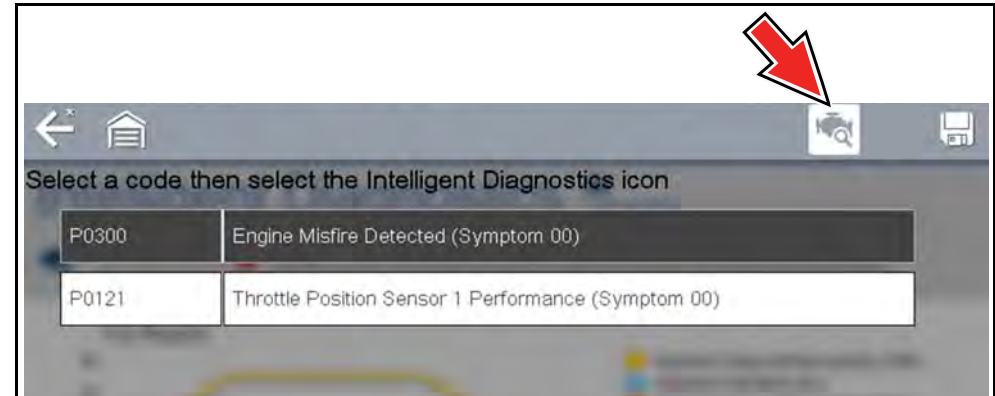 Select a code then select the Intelligent Diagnostics icon
P0300 Engine Misfire Detected (Symptom 00)
P0121 Throttle Position Sensor 1 Performance (Symptom 00)